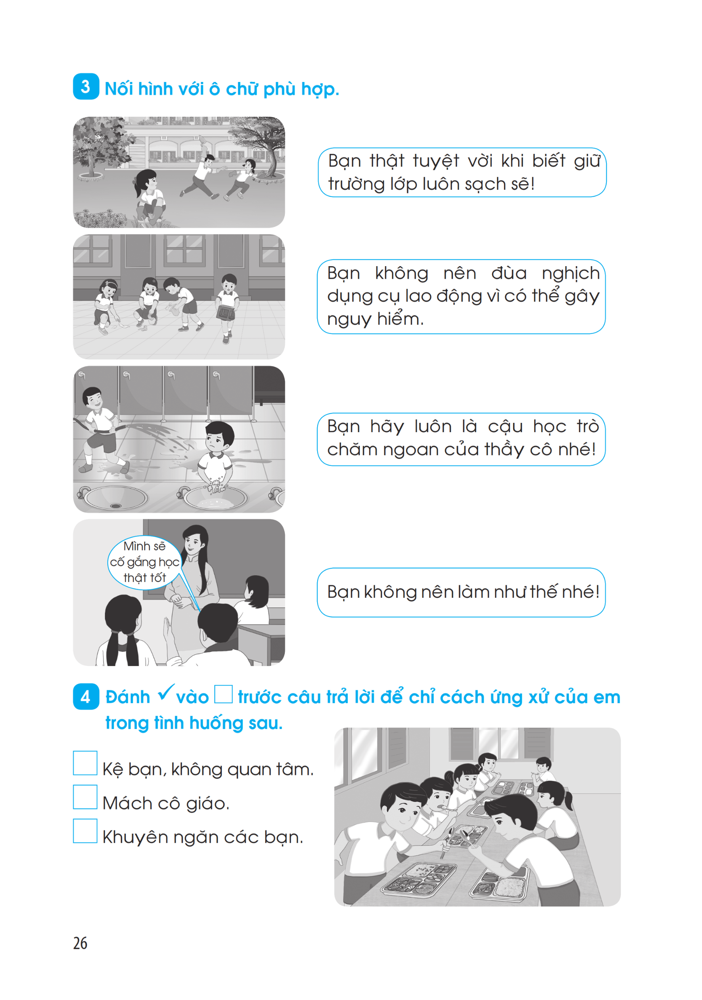 3 Nối hình với ô chữ phù hợp.
Bạn thật tuyệt vời khi biết giữ
trường lớp luôn sạch sẽ!
Bạn không nên đùa nghịch
dụng cụ lao động vì có thể gây
nguy hiểm.
Bạn hãy luôn là cậu học trò
chăm ngoan của thầy cô nhé!
Mình sẽ
cố gắng học
thật tốt
Bạn không nên làm như thế nhé!
4 Đánh ✓ vào □ trước câu trả lời để chỉ cách ứng xử của em
trong tình huống sau.
Kệ bạn, không quan tâm.
Mách cô giáo.
Khuyên ngăn các bạn.
26